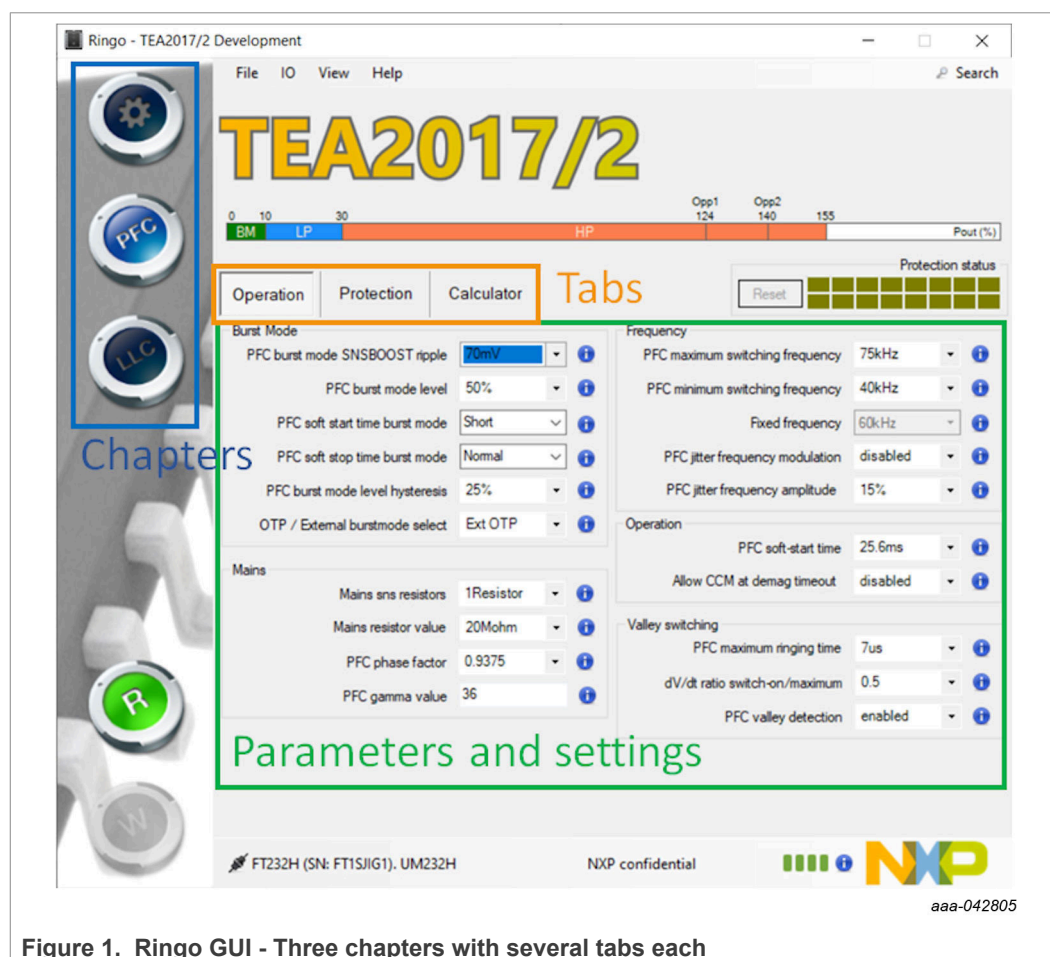 Ringo - TEA2017/2 Development
File IO View Help Search
TEA2017/2
Opp1 Opp2
0 10 30 124 140 155
BM LP HP Pout (%)
Protection status
Operation Protection Calculator Tabs Reset
PFC
LLC
Chapters
Burst Mode
PFC burst mode SNSBOOST ripple 70mV
PFC burst mode level 50%
PFC soft start time burst mode Short
PFC soft stop time burst mode Normal
PFC burst mode level hysteresis 25%
OTP / External burstmode select Ext OTP
Mains
Mains sns resistors 1Resistor
Mains resistor value 20Mohm
PFC phase factor 0.9375
PFC gamma value 36
Frequency
PFC maximum switching frequency 75kHz
PFC minimum switching frequency 40kHz
Fixed frequency 60kHz
PFC jitter frequency modulation disabled
PFC jitter frequency amplitude 15%
Operation
PFC soft-start time 25.6ms
Allow CCM at demag timeout disabled
Valley switching
PFC maximum ringing time 7us
dV/dt ratio switch-on/maximum 0.5
PFC valley detection enabled
Parameters and settings
R
W
FT232H (SN: FT1SJIG1). UM232H NXP confidential NXP
aaa-042805
Figure 1. Ringo GUI - Three chapters with several tabs each